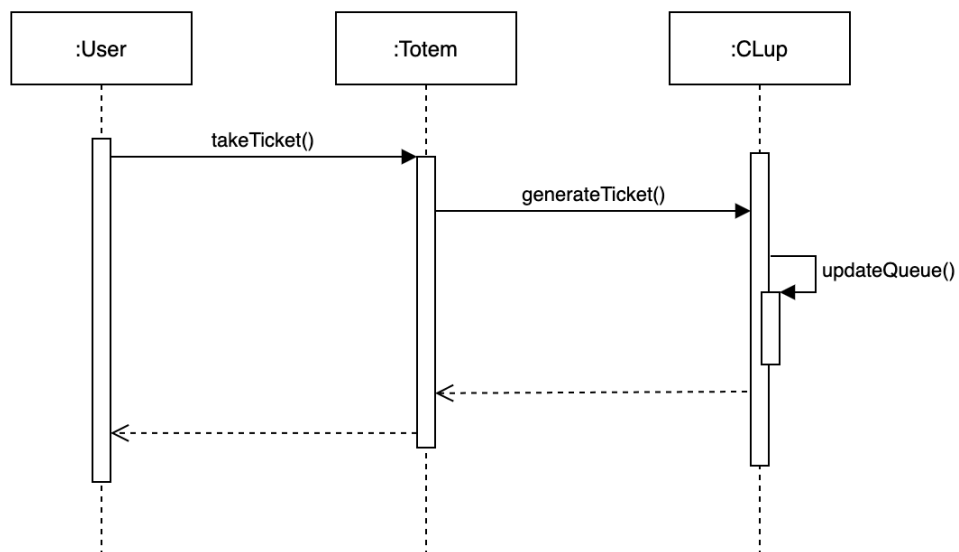 :User
:Totem
:CLup
takeTicket()
generateTicket()
updateQueue()